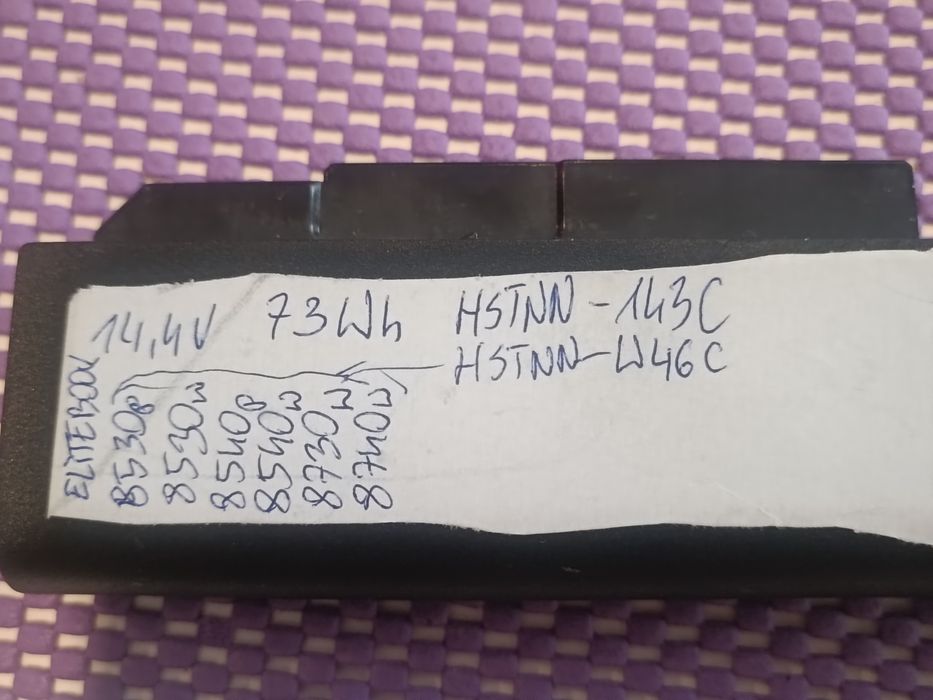 14,4V 73Wh HSTNN-143C
HSTNN-W46C
ELITEBOOK
8530p
8530w
8540p
8540w
8730w
8740w